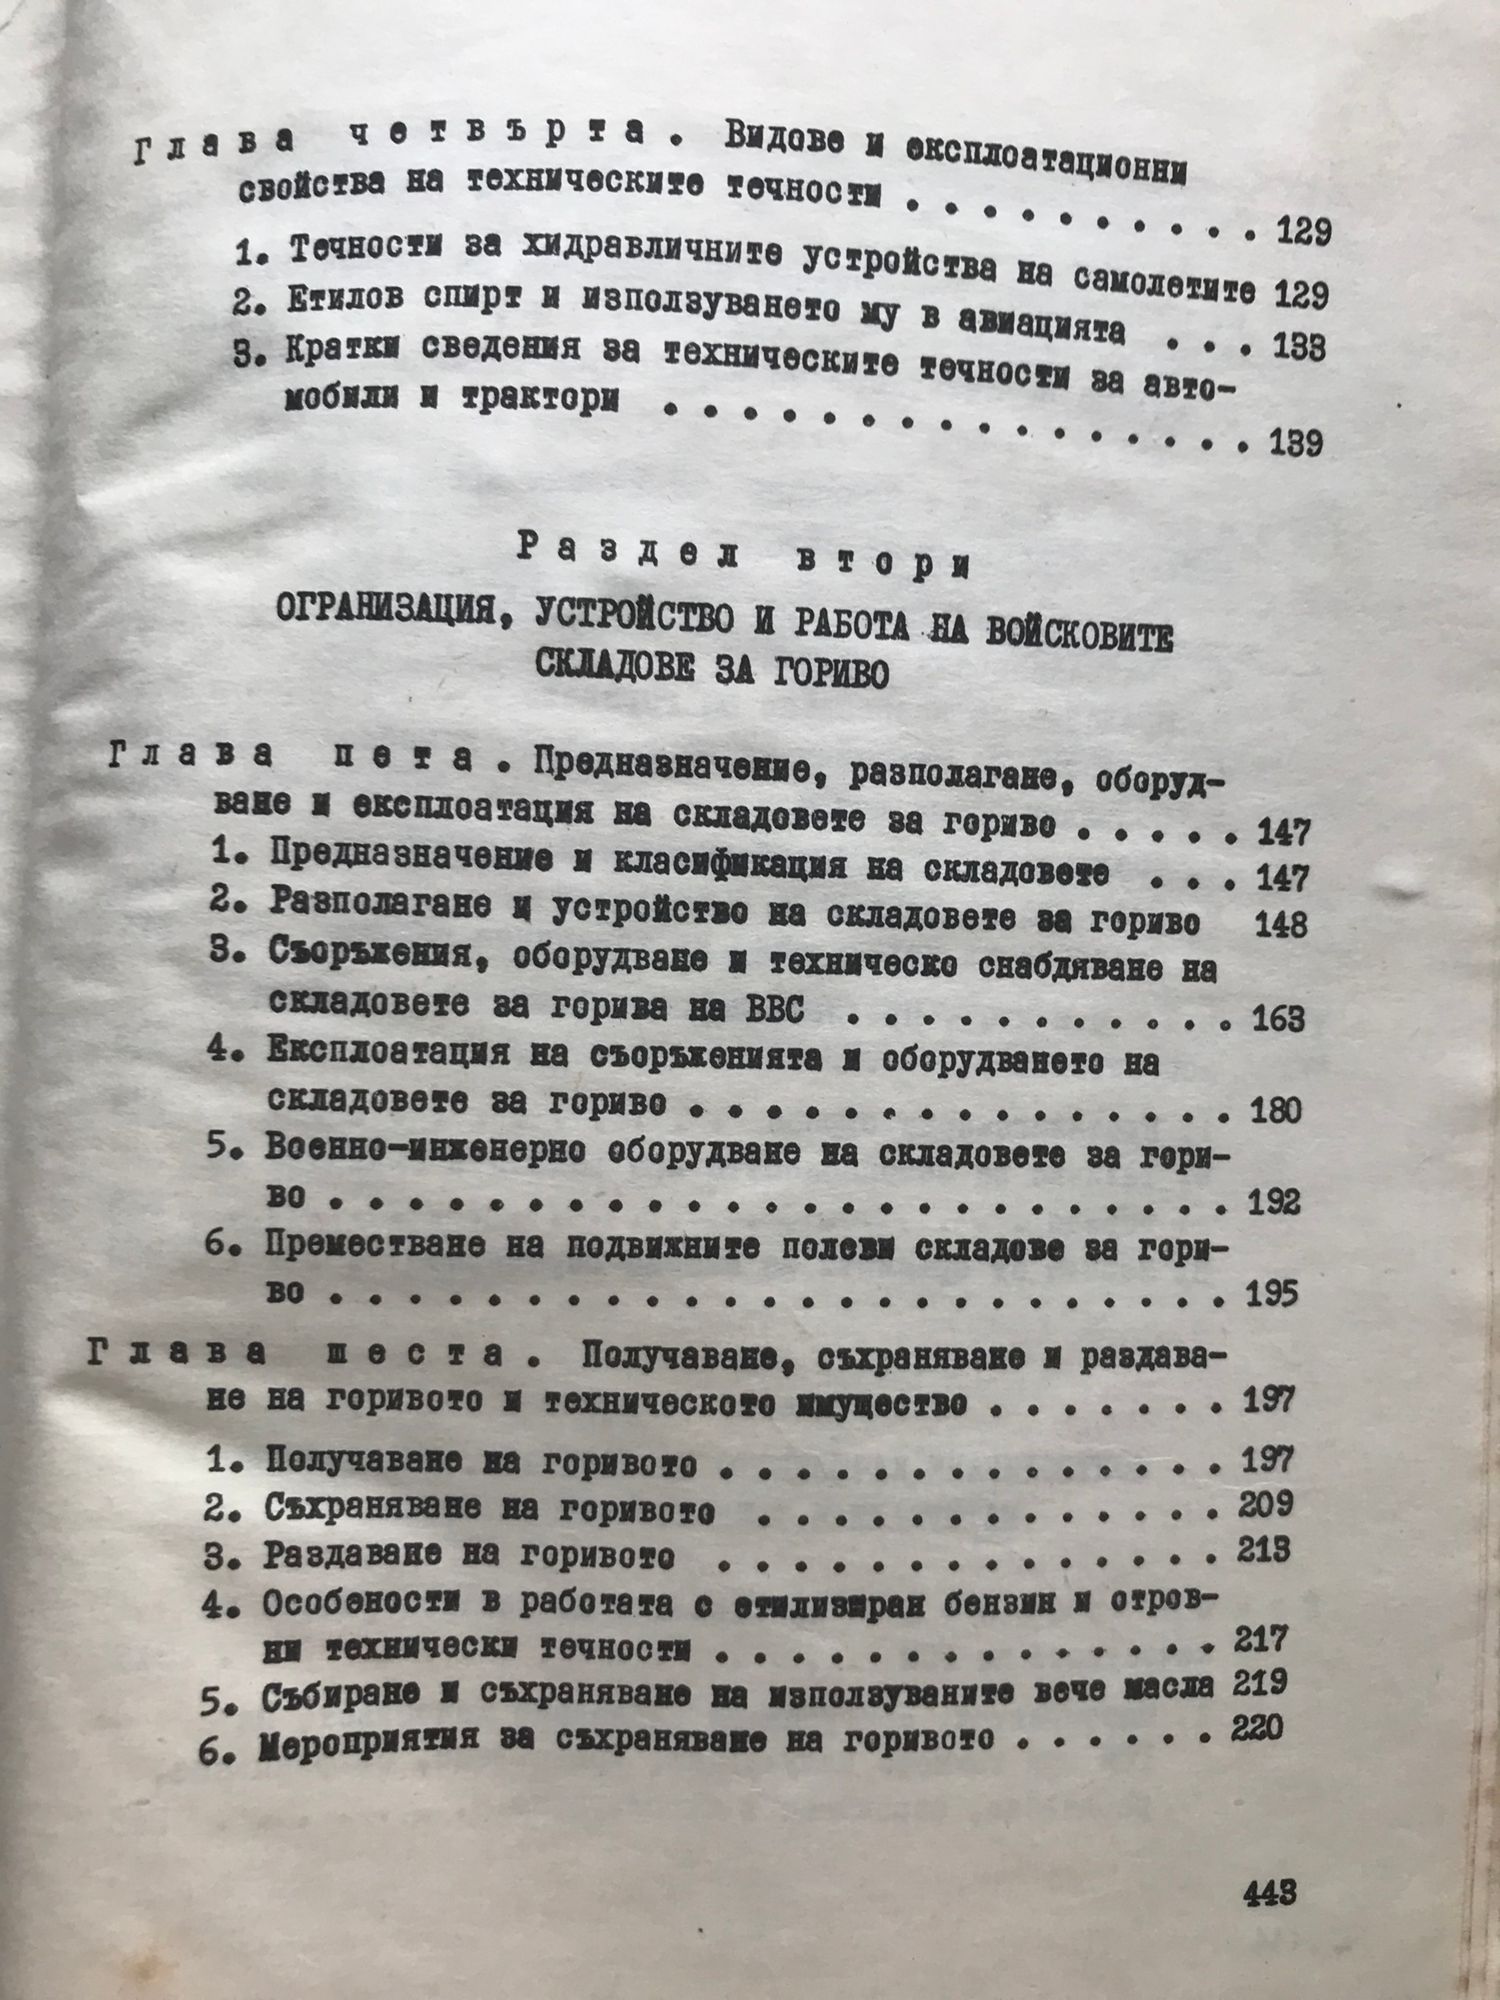 Глава четвърта. Видове и експлоатационни
свойства на техническите течности . . . . . . . . . . 129
1. Течности за хидравличните устройства на самолетите 129
2. Етилов спирт и използуването му в авиацията . . . 133
3. Кратки сведения за техническите течности за авто-
мобили и трактори . . . . . . . . . . . . . . . . 139
Раздел втори
ОГРАНИЗАЦИЯ, УСТРОЙСТВО И РАБОТА НА ВОЙСКОВИТЕ
СКЛАДОВЕ ЗА ГОРИВО
Глава пета. Предназначение, разполагане, оборуд-
ване и експлоатация на складовете за гориво . . . . . 147
1. Предназначение и класификация на складовете . . . 147
2. Разполагане и устройство на складовете за гориво 148
3. Съоръжения, оборудване и техническо снабдяване на
складовете за горива на ВВС . . . . . . . . . . . 163
4. Експлоатация на съоръженията и оборудването на
складовете за гориво . . . . . . . . . . . . . . . 180
5. Военно-инженерно оборудване на складовете за гори-
во . . . . . . . . . . . . . . . . . . . . . . . 192
6. Преместване на подвижните полеви складове за гори-
во . . . . . . . . . . . . . . . . . . . . . . . 195
Глава шеста. Получаване, съхраняване и раздава-
не на горивото и техническото имущество . . . . . . . 197
1. Получаване на горивото . . . . . . . . . . . . . . 197
2. Съхраняване на горивото . . . . . . . . . . . . . 209
3. Раздаване на горивото . . . . . . . . . . . . . . 213
4. Особености в работата с етилизиран бензин и отров-
ни технически течности . . . . . . . . . . . . . . 217
5. Събиране и съхраняване на използуваните вече масла 219
6. Мероприятия за съхраняване на горивото . . . . . . 220
443